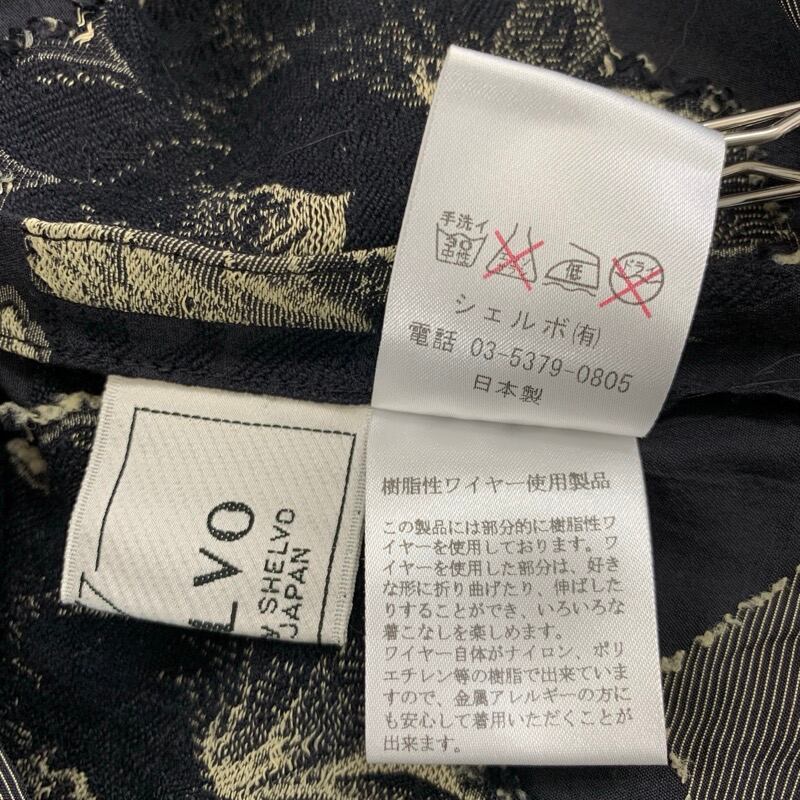 手洗イ
中性
エンソ
低
ドライ
シェルボ(有)
電話 03-5379-0805
日本製
樹脂性ワイヤー使用製品
この製品には部分的に樹脂性ワ
イヤーを使用しております。ワ
イヤーを使用した部分は、好き
な形に折り曲げたり、伸ばした
りすることができ、いろいろな
着こなしを楽しめます。
ワイヤー自体がナイロン、ポリ
エチレン等の樹脂で出来ていま
すので、金属アレルギーの方に
も安心して着用いただくことが
出来ます。
LVO
SHELVO
JAPAN